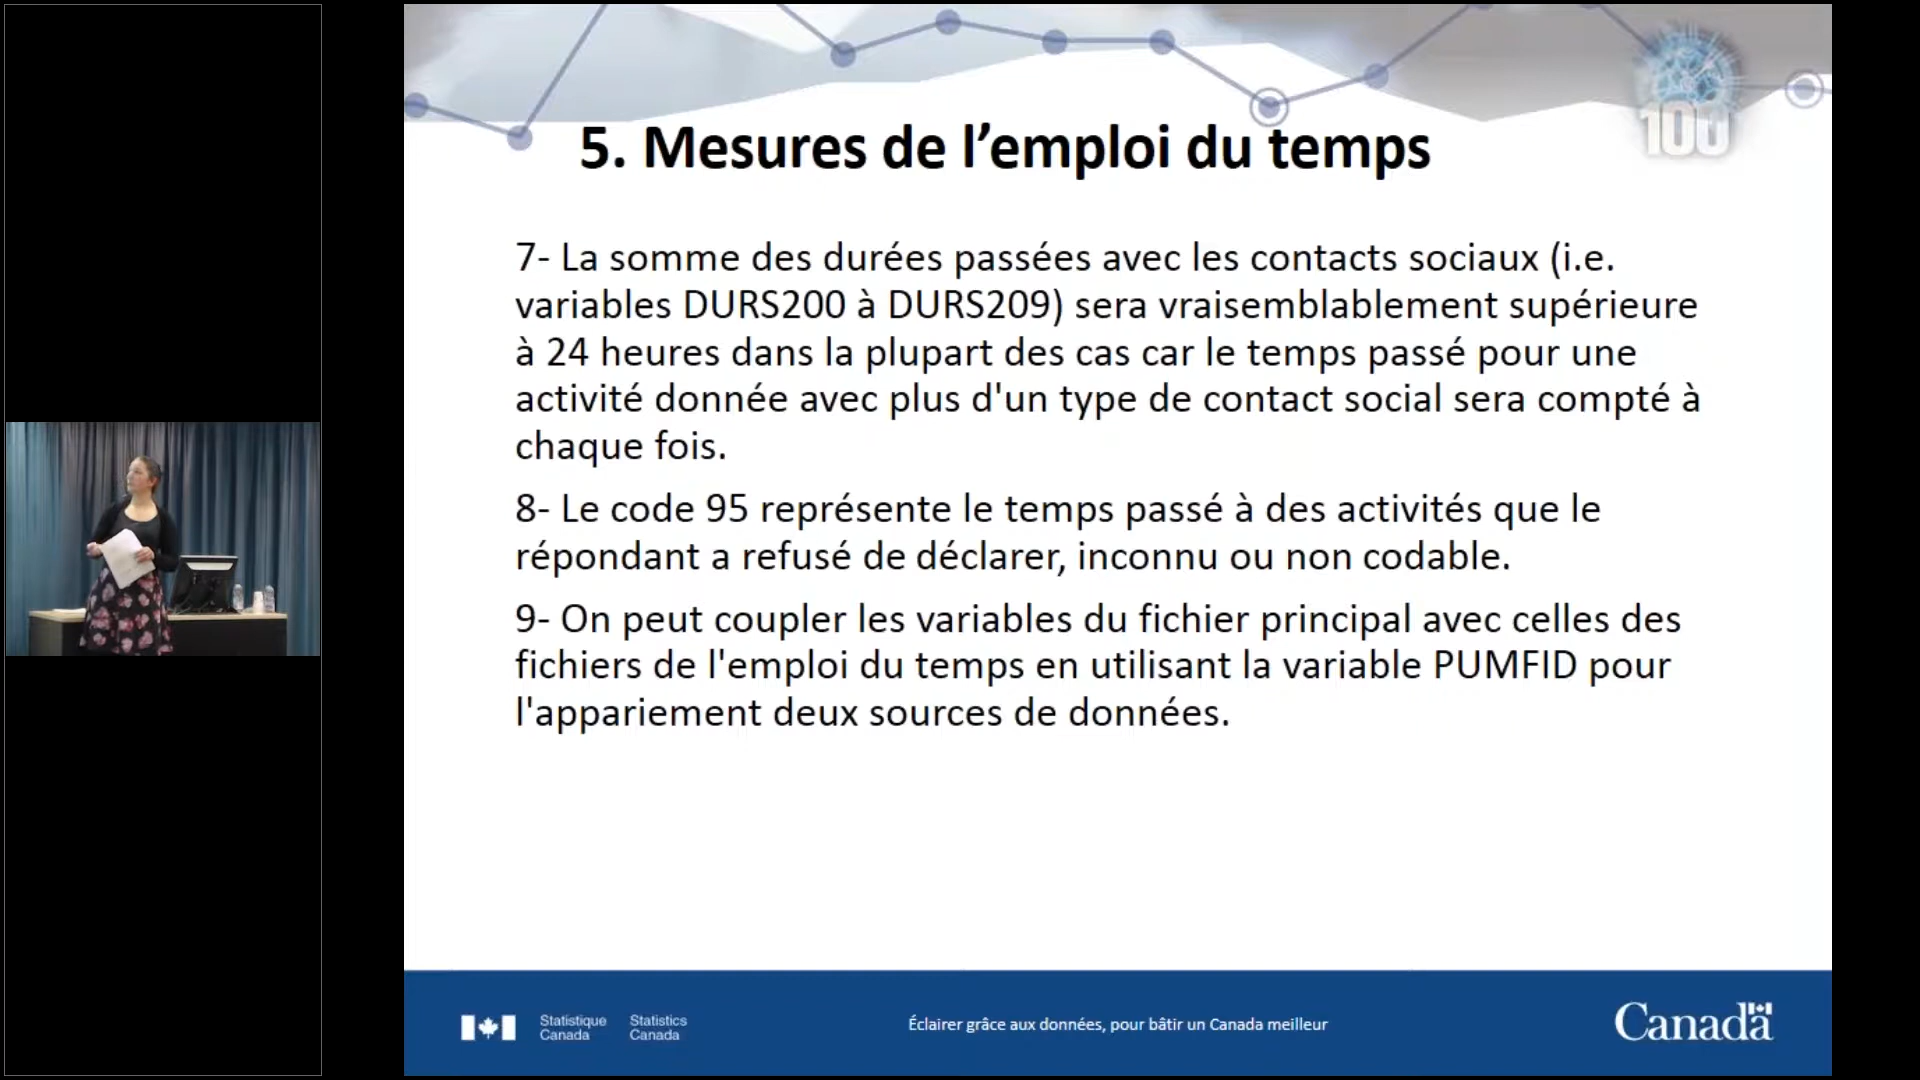 100
5. Mesures de l’emploi du temps
7- La somme des durées passées avec les contacts sociaux (i.e.
variables DURS200 à DURS209) sera vraisemblablement supérieure
à 24 heures dans la plupart des cas car le temps passé pour une
activité donnée avec plus d'un type de contact social sera compté à
chaque fois.
8- Le code 95 représente le temps passé à des activités que le
répondant a refusé de déclarer, inconnu ou non codable.
9- On peut coupler les variables du fichier principal avec celles des
fichiers de l'emploi du temps en utilisant la variable PUMFID pour
l'appariement deux sources de données.
Statistique
Canada
Statistics
Canada
Éclairer grâce aux données, pour bâtir un Canada meilleur
Canada